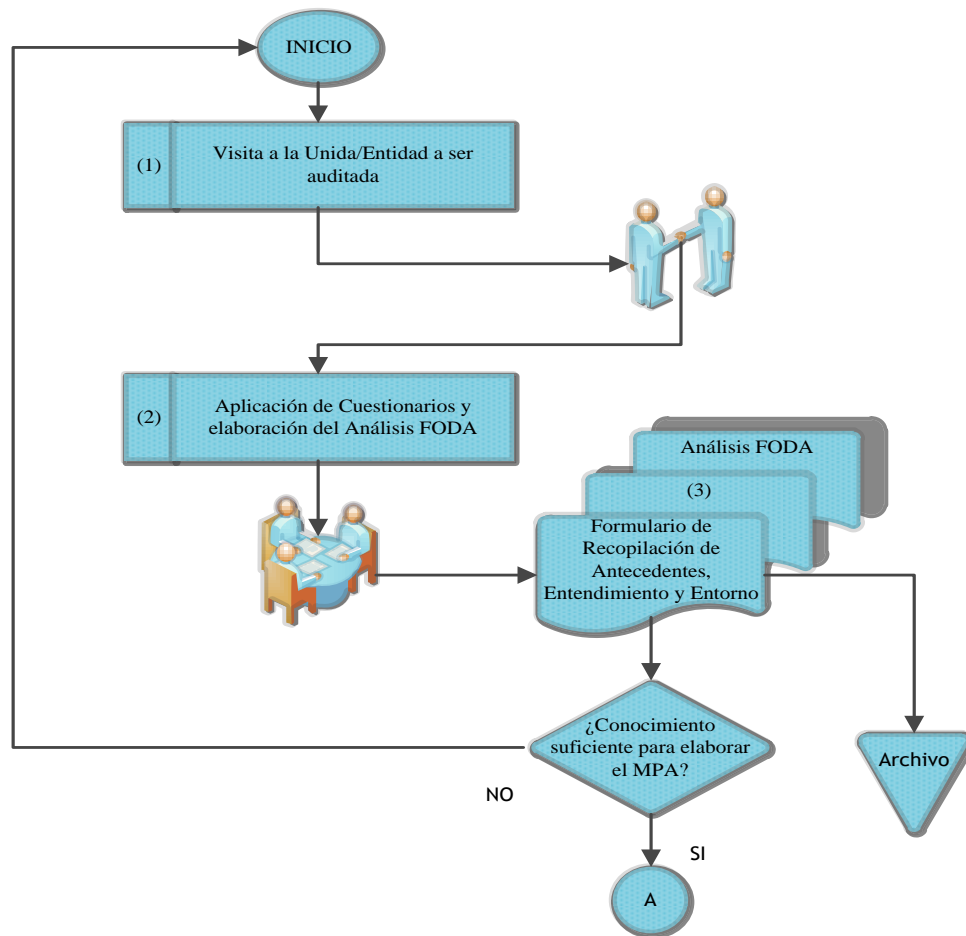 INICIO
(1)
Visita a la Unida/Entidad a ser
auditada
(2)
Aplicación de Cuestionarios y
elaboración del Análisis FODA
Análisis FODA
(3)
Formulario de
Recopilación de
Antecedentes,
Entendimiento y Entorno
¿Conocimiento
suficiente para elaborar
el MPA?
Archivo
NO
SI
A